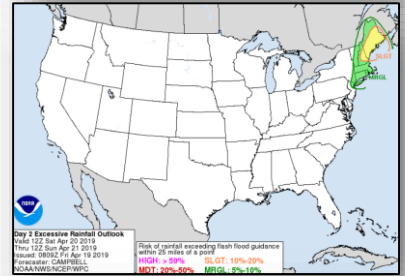 SLGT
MRGL
noaa
Day 2 Excessive Rainfall Outlook
Valid 12Z Sat Apr 20 2019
Thru 12Z Sun Apr 21 2019
Issued: 0809Z Fri Apr 19 2019
Forecaster: CAMPBELL
NOAA/NWS/NCEP/WPC
Risk of rainfall exceeding flash flood guidance
within 25 miles of a point
HIGH: > 50% SLGT: 10%-20%
MDT: 20%-50% MRGL: 5%-10%